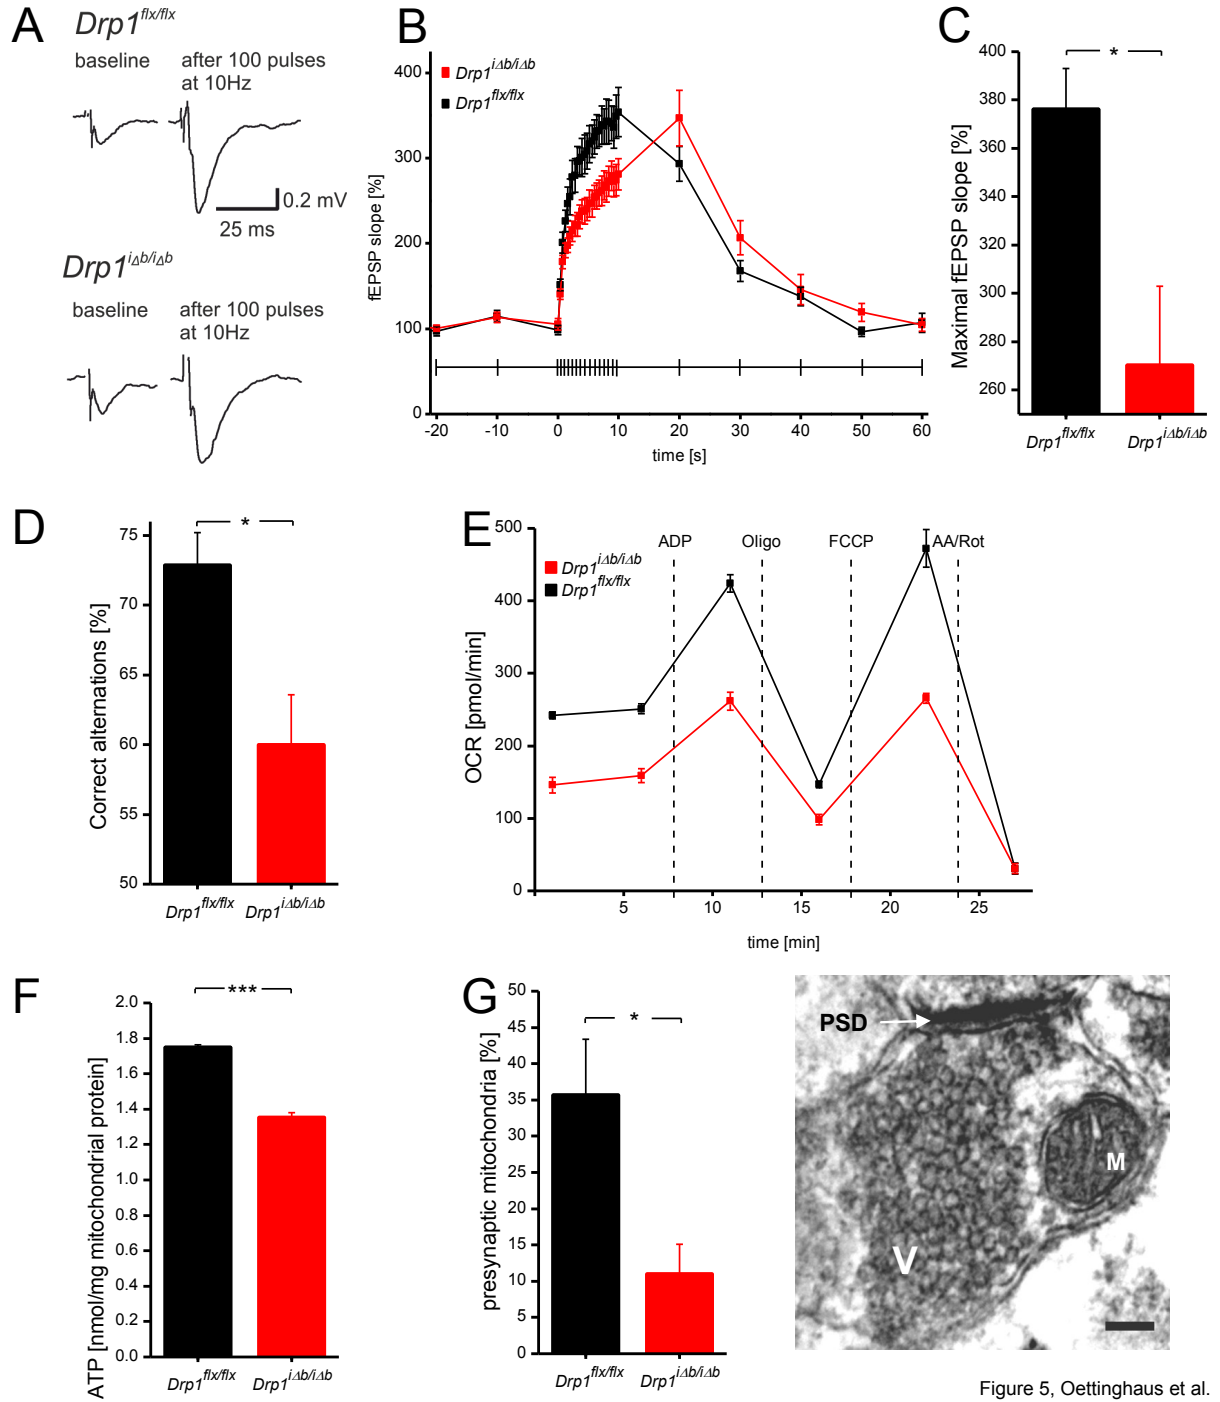 A
Drp1flx/flx
baseline
after 100 pulses
at 10Hz
0.2 mV
25 ms
Drp1iΔb/iΔb
baseline
after 100 pulses
at 10Hz
B
Drp1iΔb/iΔb
Drp1flx/flx
fEPSP slope [%]
400
300
200
100
0
-20 -10 0 10 20 30 40 50 60
time [s]
C
Maximal fEPSP slope [%]
400
380
360
340
320
300
280
260
*
Drp1flx/flx Drp1iΔb/iΔb
D
Correct alternations [%]
75
70
65
60
55
50
*
Drp1flx/flx Drp1iΔb/iΔb
E
Drp1iΔb/iΔb
Drp1flx/flx
ADP Oligo FCCP AA/Rot
OCR [pmol/min]
500
400
300
200
100
0
5 10 15 20 25
time [min]
F
ATP [nmol/mg mitochondrial protein]
2.0
1.8
1.6
1.4
1.2
1.0
0.8
0.6
0.4
0.2
0.0
***
Drp1flx/flx Drp1iΔb/iΔb
G
presynaptic mitochondria [%]
50
45
40
35
30
25
20
15
10
5
0
*
Drp1flx/flx Drp1iΔb/iΔb
PSD
M
V
Figure 5, Oettinghaus et al.